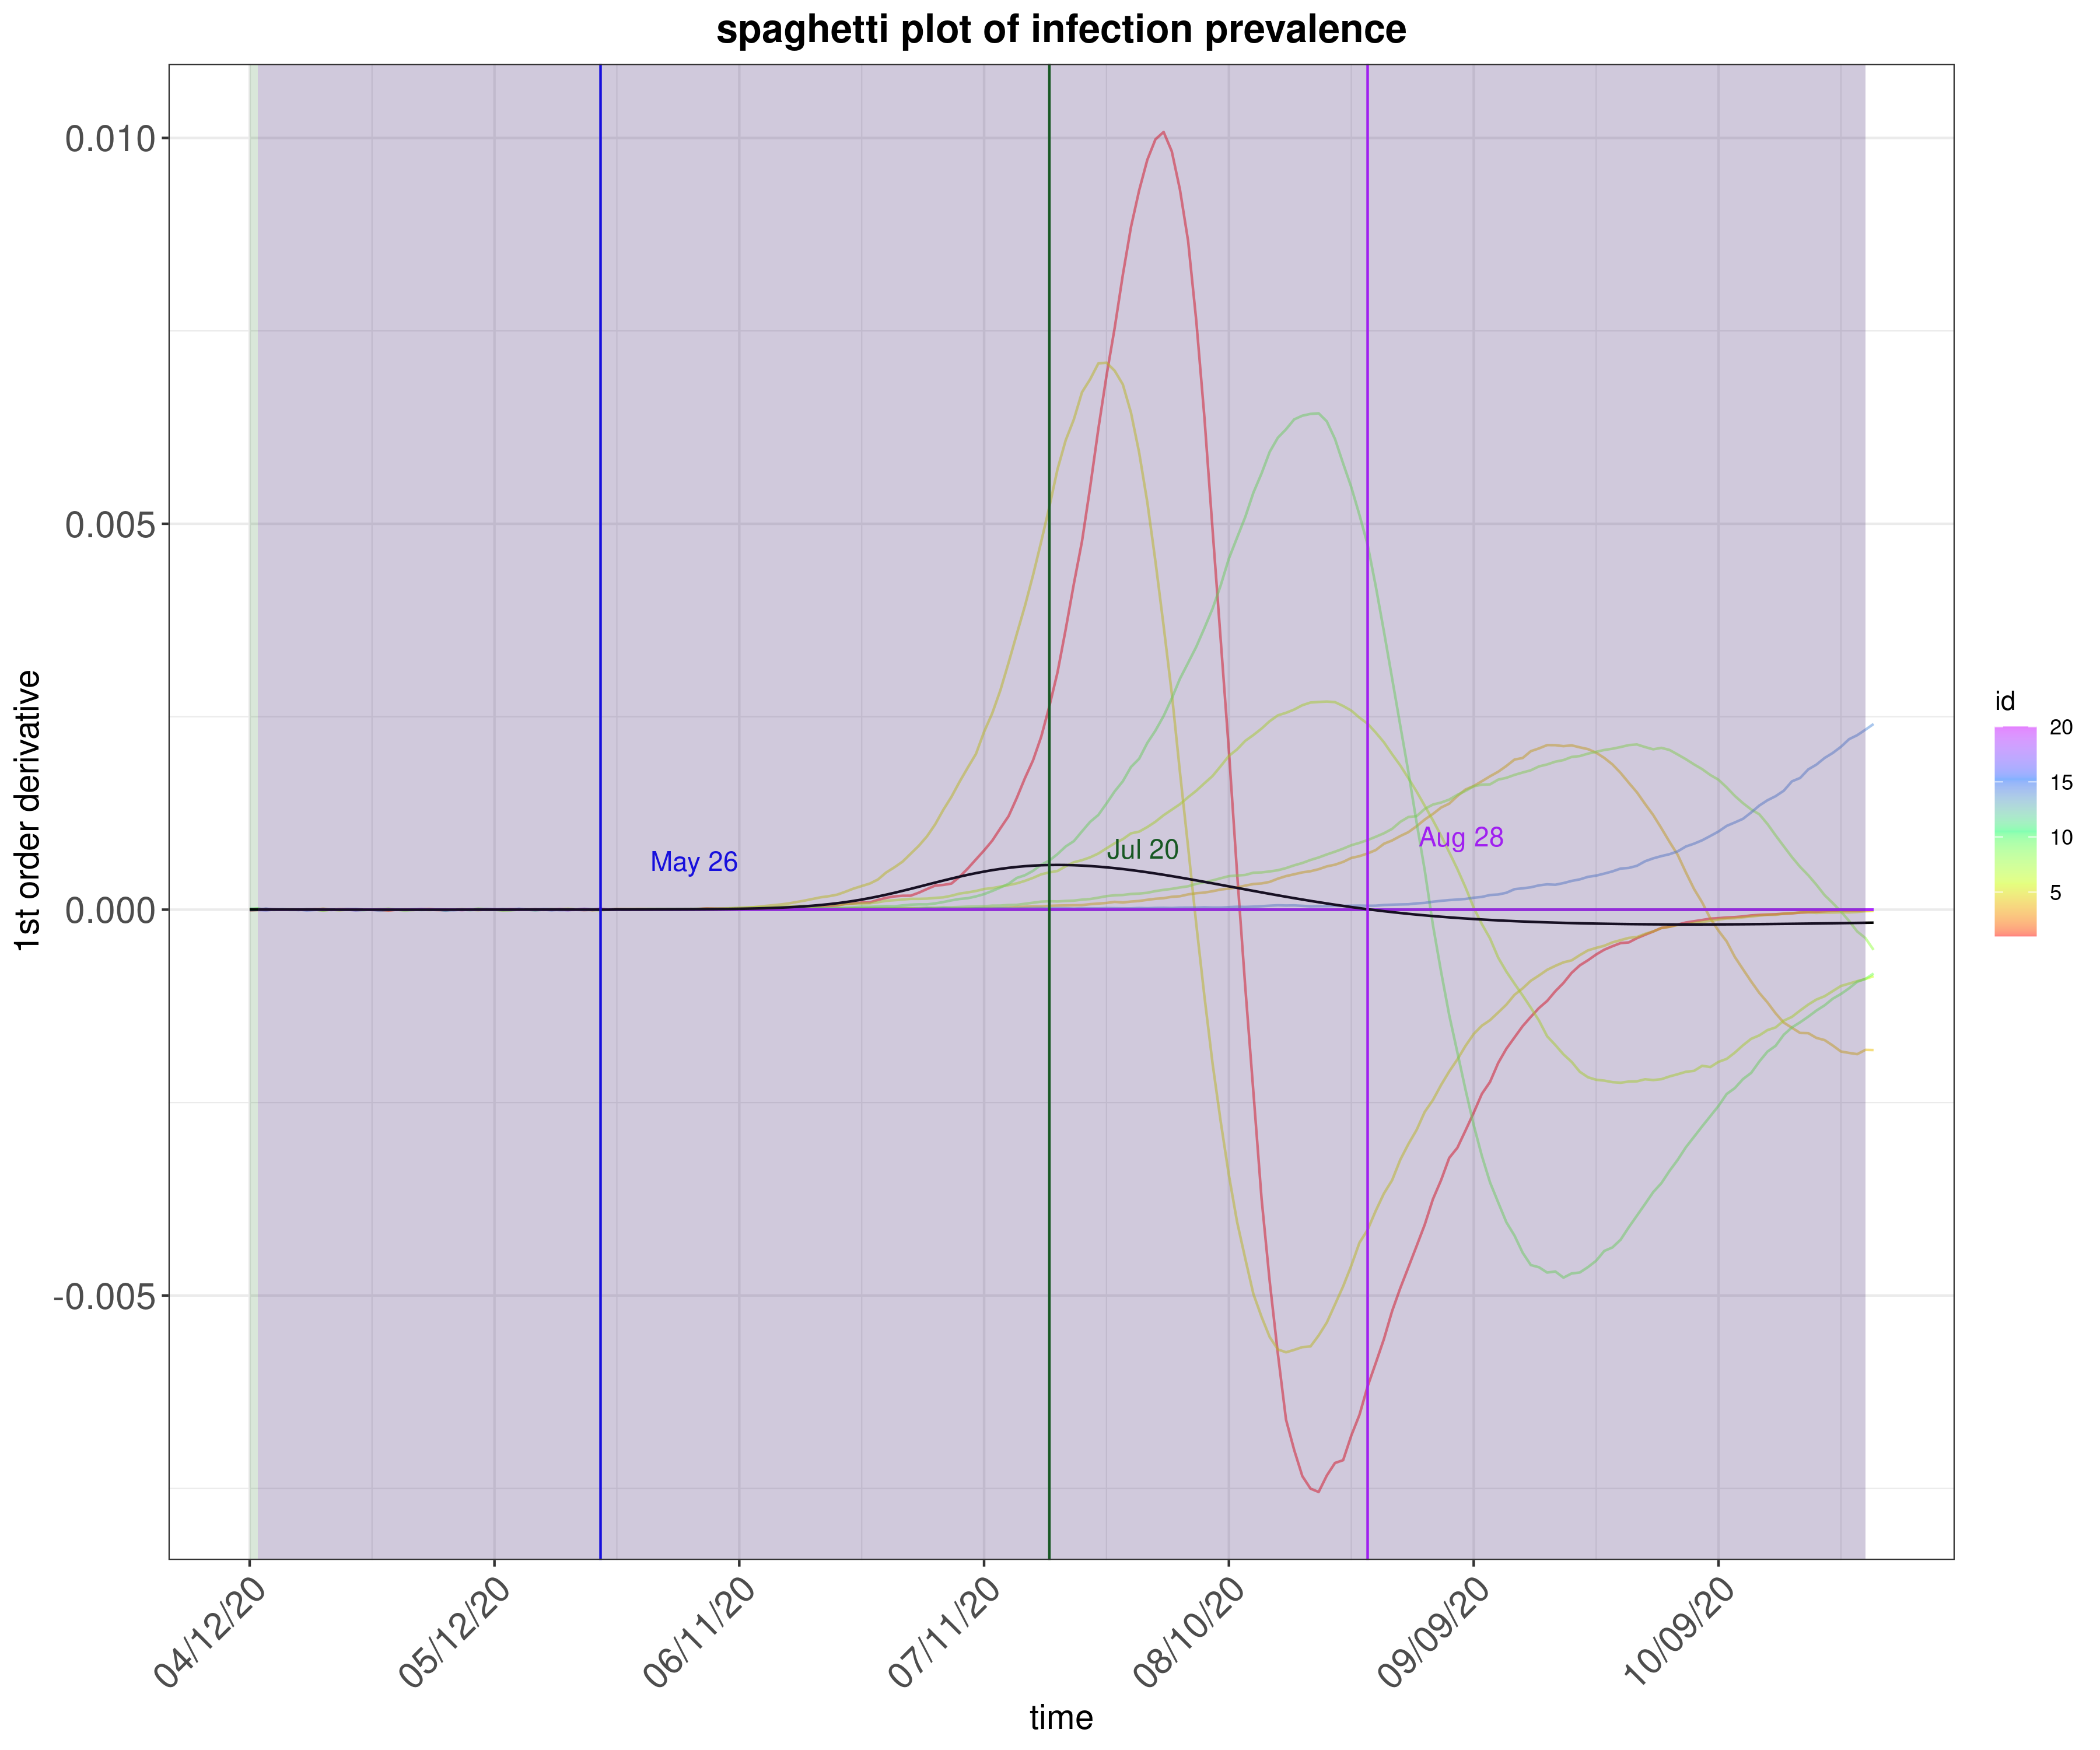 spaghetti plot of infection prevalence
0.010
0.005
0.000
-0.005
1st order derivative
May 26
Jul 20
Aug 28
04/12/20
05/12/20
06/11/20
07/11/20
08/10/20
09/09/20
10/09/20
time
id
20
15
10
5